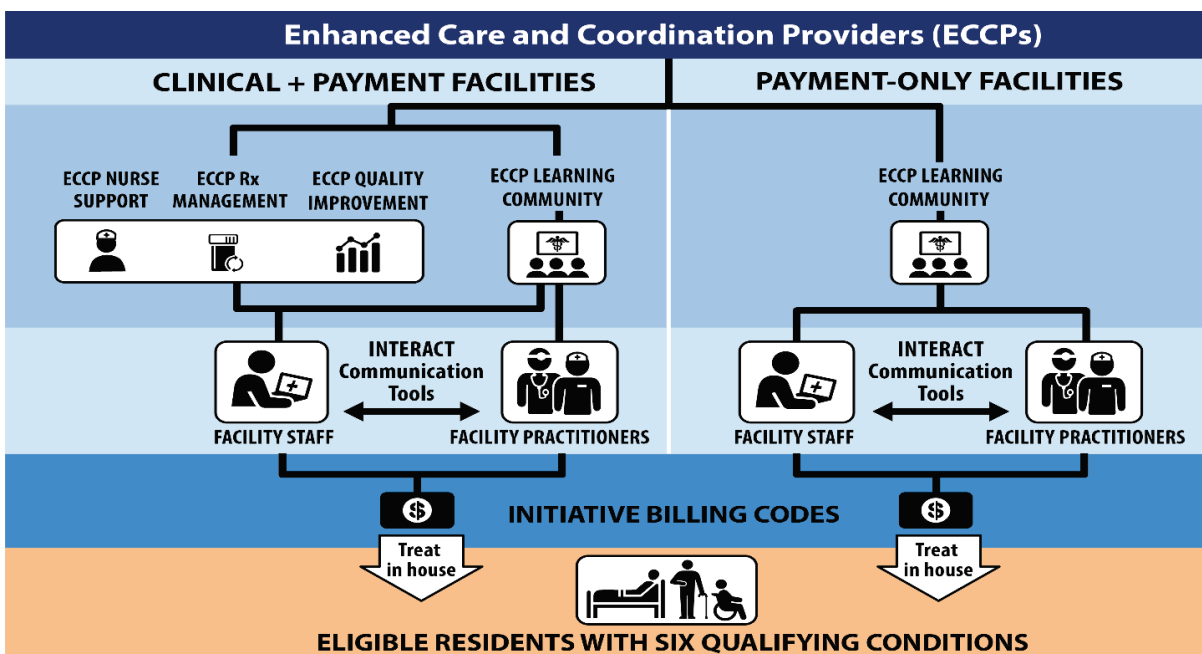 Enhanced Care and Coordination Providers (ECCPs)
CLINICAL + PAYMENT FACILITIES
PAYMENT-ONLY FACILITIES
ECCP NURSE
SUPPORT
ECCP Rx
MANAGEMENT
ECCP QUALITY
IMPROVEMENT
ECCP LEARNING
COMMUNITY
ECCP LEARNING
COMMUNITY
INTERACT
Communication
Tools
FACILITY STAFF
FACILITY PRACTITIONERS
INTERACT
Communication
Tools
FACILITY STAFF
FACILITY PRACTITIONERS
$
INITIATIVE BILLING CODES
$
Treat
in house
Treat
in house
ELIGIBLE RESIDENTS WITH SIX QUALIFYING CONDITIONS